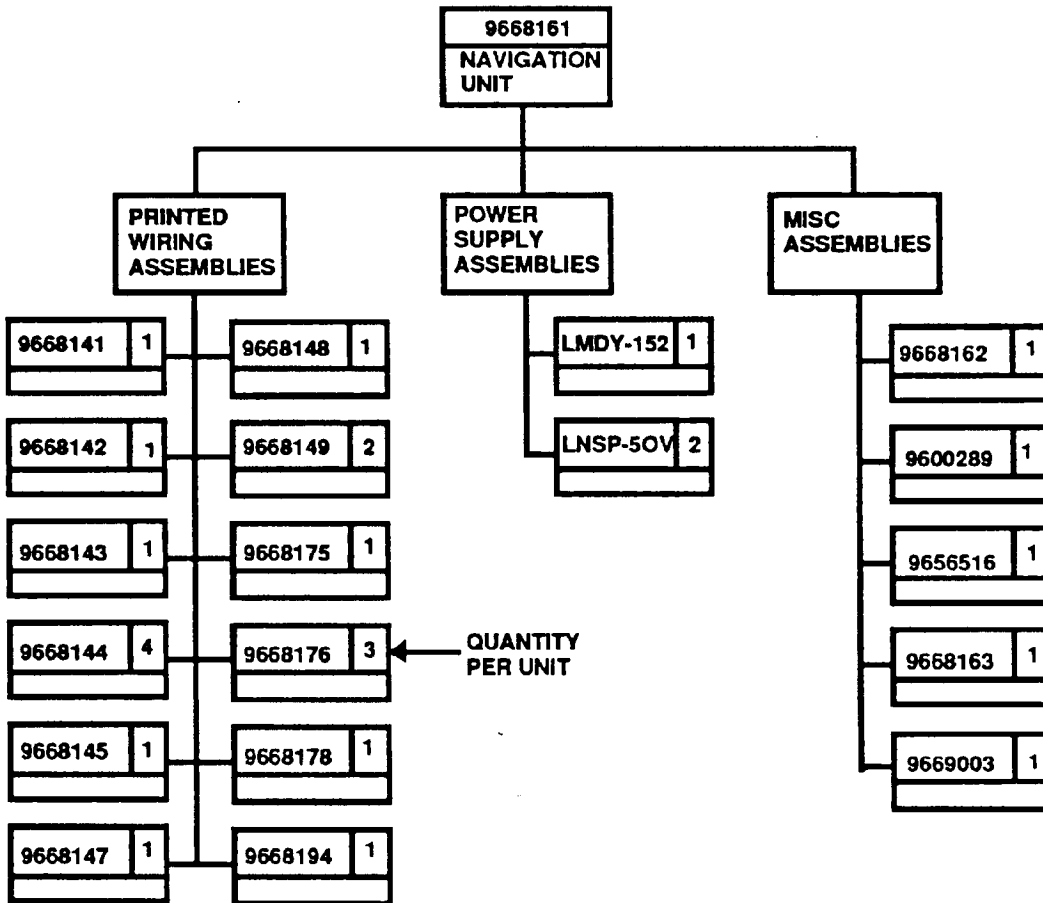 9668161
NAVIGATION
UNIT
PRINTED
WIRING
ASSEMBLIES
POWER
SUPPLY
ASSEMBLIES
MISC
ASSEMBLIES
9668141 1
9668148 1
9668142 1
9668149 2
9668143 1
9668175 1
9668144 4
9668176 3
9668145 1
9668178 1
9668147 1
9668194 1
QUANTITY
PER UNIT
LMDY-152 1
LNSP-5OV 2
9668162 1
9600289 1
9656516 1
9668163 1
9669003 1